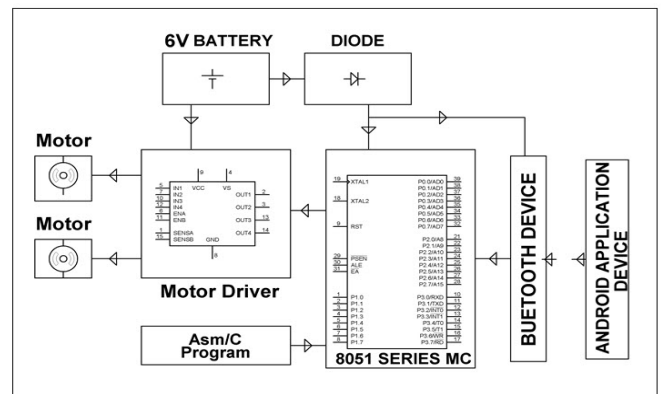 6V BATTERY
DIODE
Motor
Motor
9
4
VCC
VS
5 IN1
7 IN2
10 IN3
12 IN4
6 ENA
11 ENB
1 SENSA
15 SENSB
OUT1 2
OUT2 3
OUT3 13
OUT4 14
GND
8
Motor Driver
Asm/C
Program
19 XTAL1
18 XTAL2
9 RST
29 PSEN
30 ALE
31 EA
1 P1.0
2 P1.1
3 P1.2
4 P1.3
5 P1.4
6 P1.5
7 P1.6
8 P1.7
P0.0/AD0 39
P0.1/AD1 38
P0.2/AD2 37
P0.3/AD3 36
P0.4/AD4 35
P0.5/AD5 34
P0.6/AD6 33
P0.7/AD7 32
P2.0/A8 21
P2.1/A9 22
P2.2/A10 23
P2.3/A11 24
P2.4/A12 25
P2.5/A13 26
P2.6/A14 27
P2.7/A15 28
P3.0/RXD 10
P3.1/TXD 11
P3.2/INT0 12
P3.3/INT1 13
P3.4/T0 14
P3.5/T1 15
P3.6/WR 16
P3.7/RD 17
8051 SERIES MC
BUETOOTH DEVICE
ANDROID APPLICATION
DEVICE